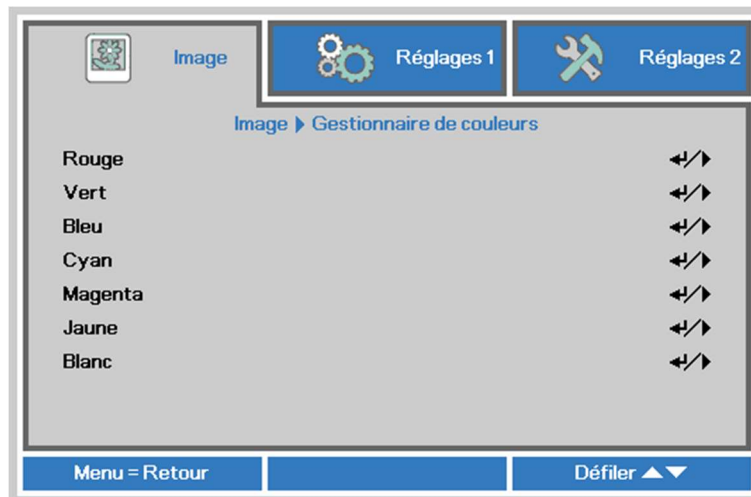 Image
Réglages 1
Réglages 2
Image ▶ Gestionnaire de couleurs
Rouge ↵/▶
Vert ↵/▶
Bleu ↵/▶
Cyan ↵/▶
Magenta ↵/▶
Jaune ↵/▶
Blanc ↵/▶
Menu = Retour
Défiler ▲▼